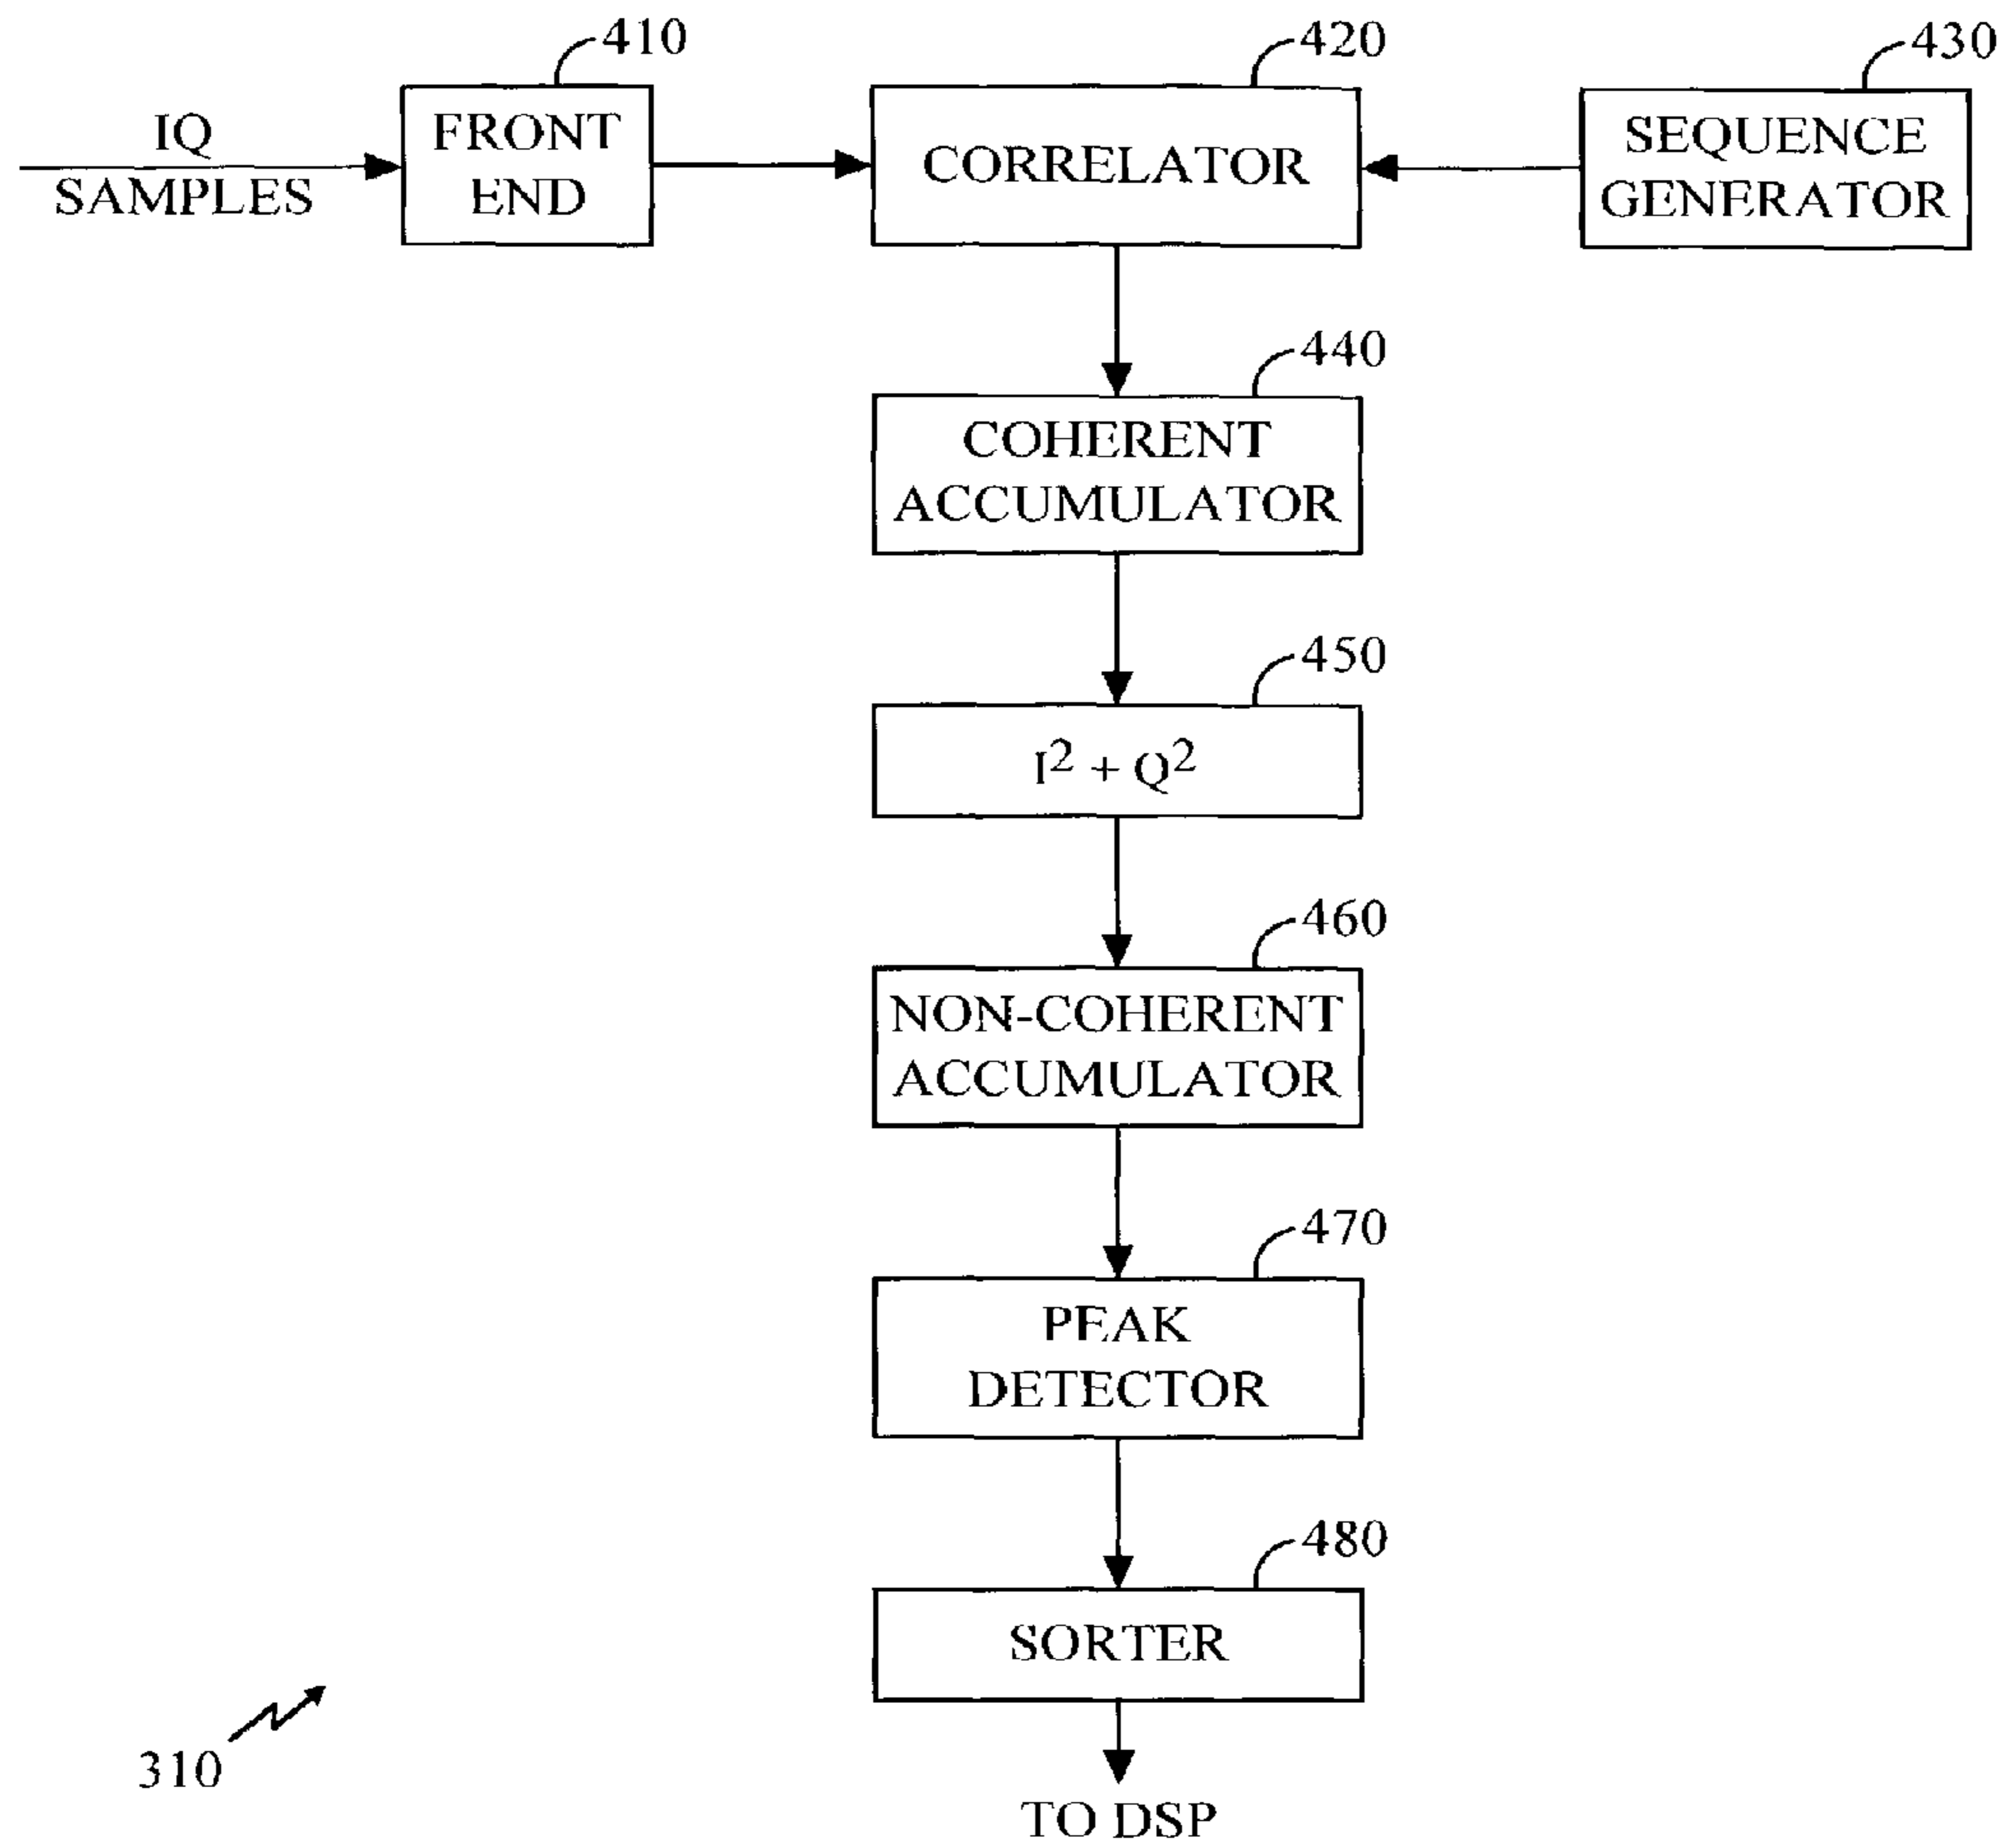 410
420
430
IQ
SAMPLES
FRONT
END
CORRELATOR
SEQUENCE
GENERATOR
440
COHERENT
ACCUMULATOR
450
I² + Q²
460
NON-COHERENT
ACCUMULATOR
470
PEAK
DETECTOR
480
SORTER
310
TO DSP